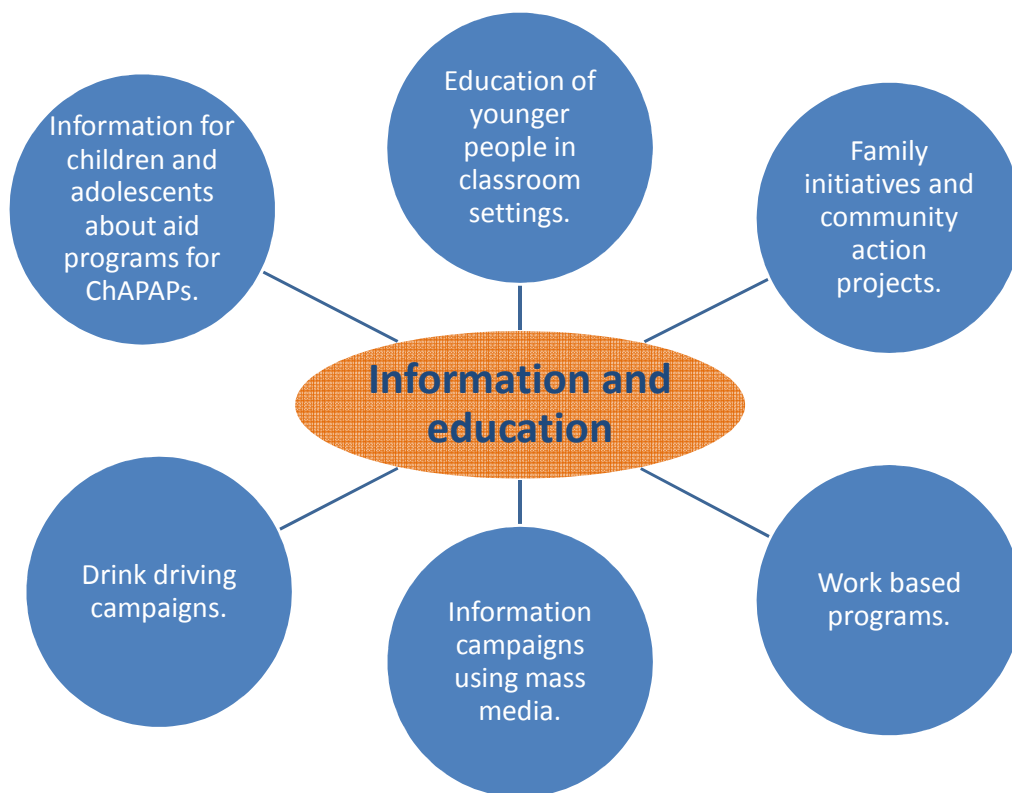 Information for
children and
adolescents
about aid
programs for
ChAPAPs.
Education of
younger
people in
classroom
settings.
Family
initiatives and
community
action
projects.
Information and
education
Drink driving
campaigns.
Information
campaigns
using mass
media.
Work based
programs.